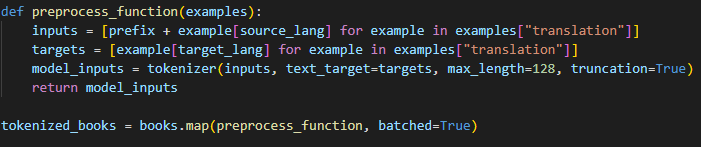 def preprocess_function(examples):
    inputs = [prefix + example[source_lang] for example in examples["translation"]]
    targets = [example[target_lang] for example in examples["translation"]]
    model_inputs = tokenizer(inputs, text_target=targets, max_length=128, truncation=True)
    return model_inputs

tokenized_books = books.map(preprocess_function, batched=True)